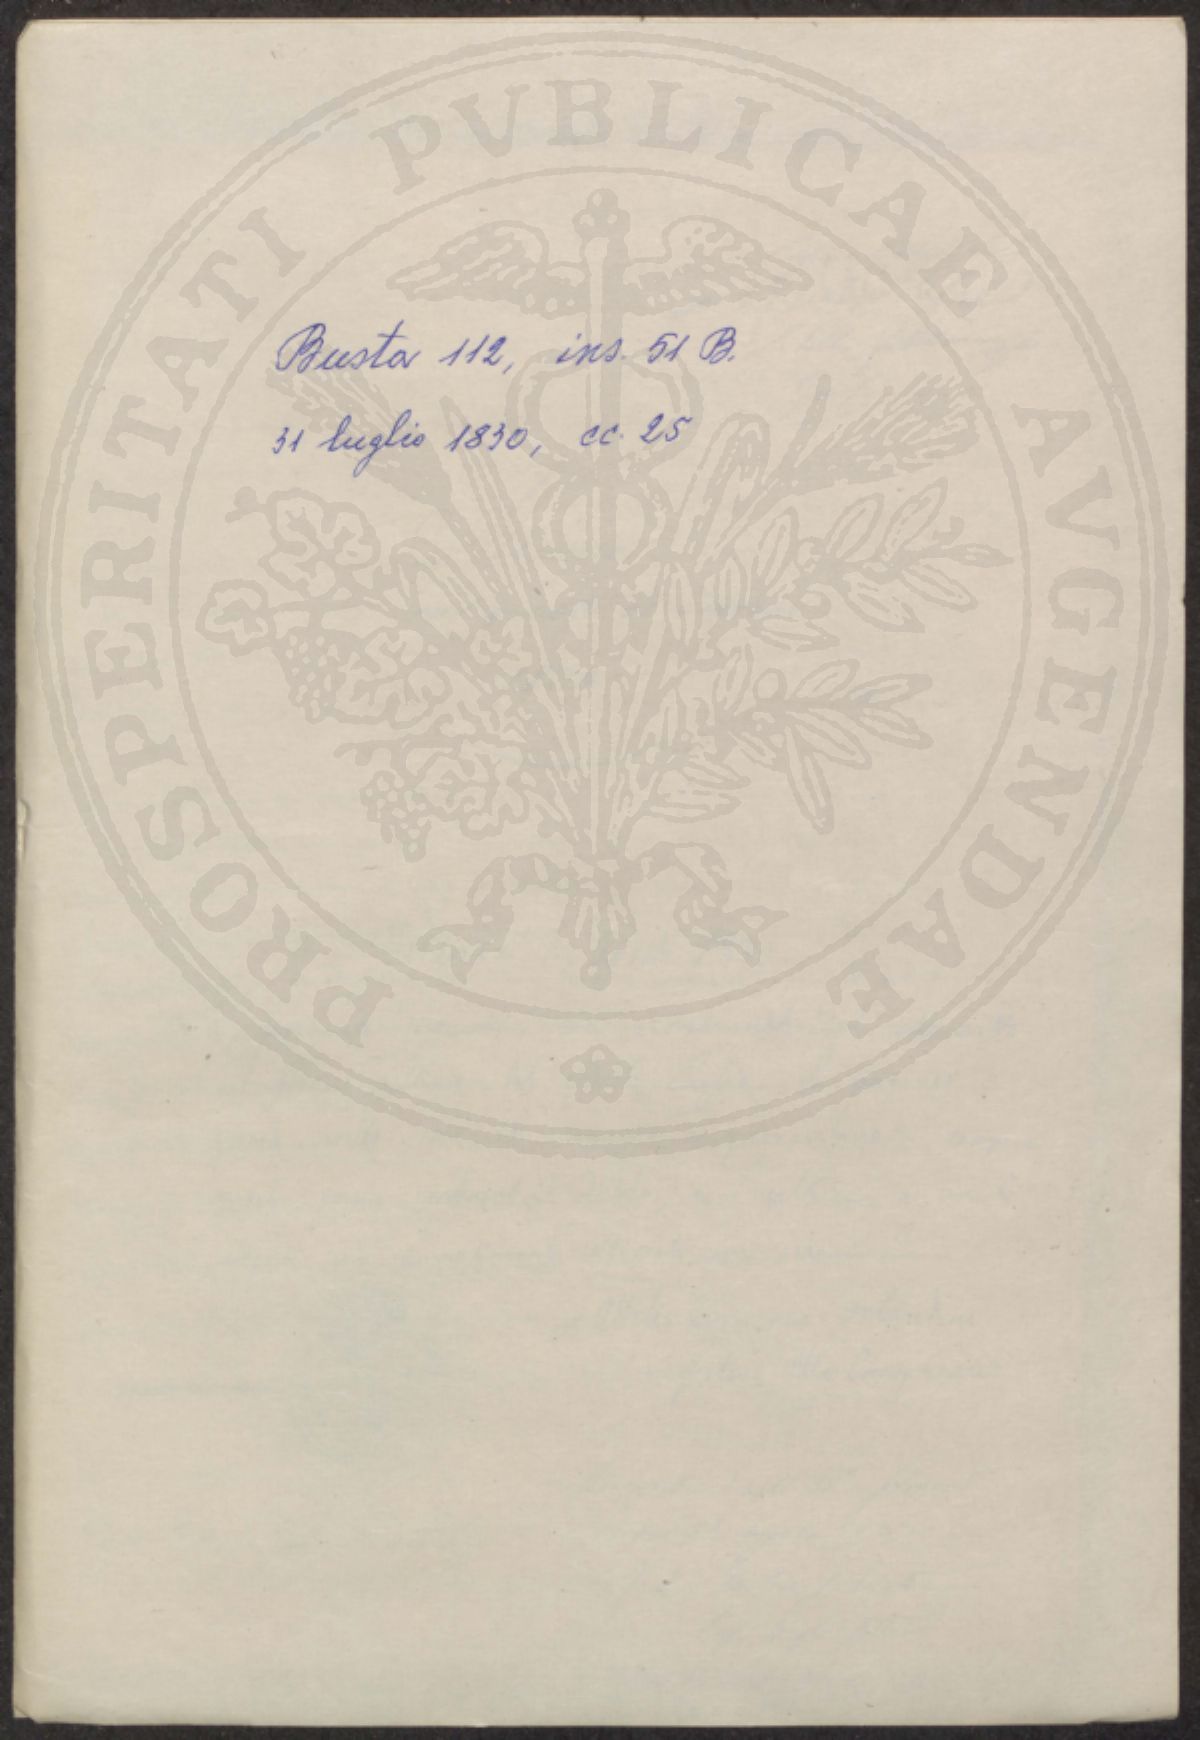 PROSPERITATI PVBLICAE AVGENDAE
Busta 112, ins. 51 B.
31 luglio 1830, cc. 25